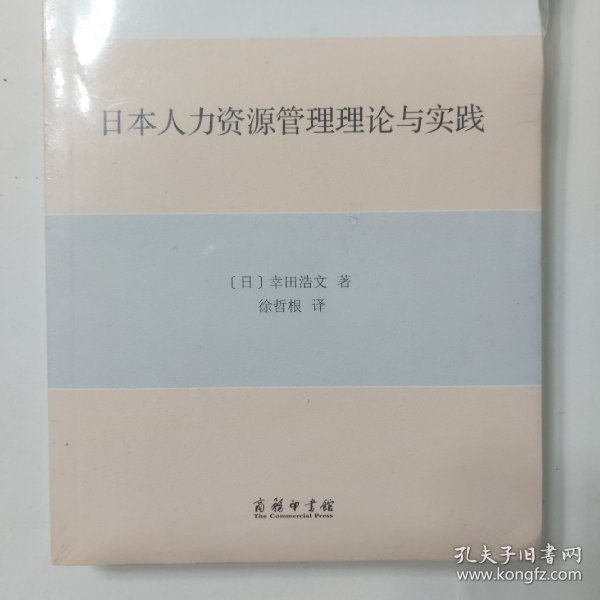 日本人力资源管理理论与实践
〔日〕幸田浩文 著
徐哲根 译
商務印書館
The Commercial Press
孔夫子旧书网
www.kongfz.com